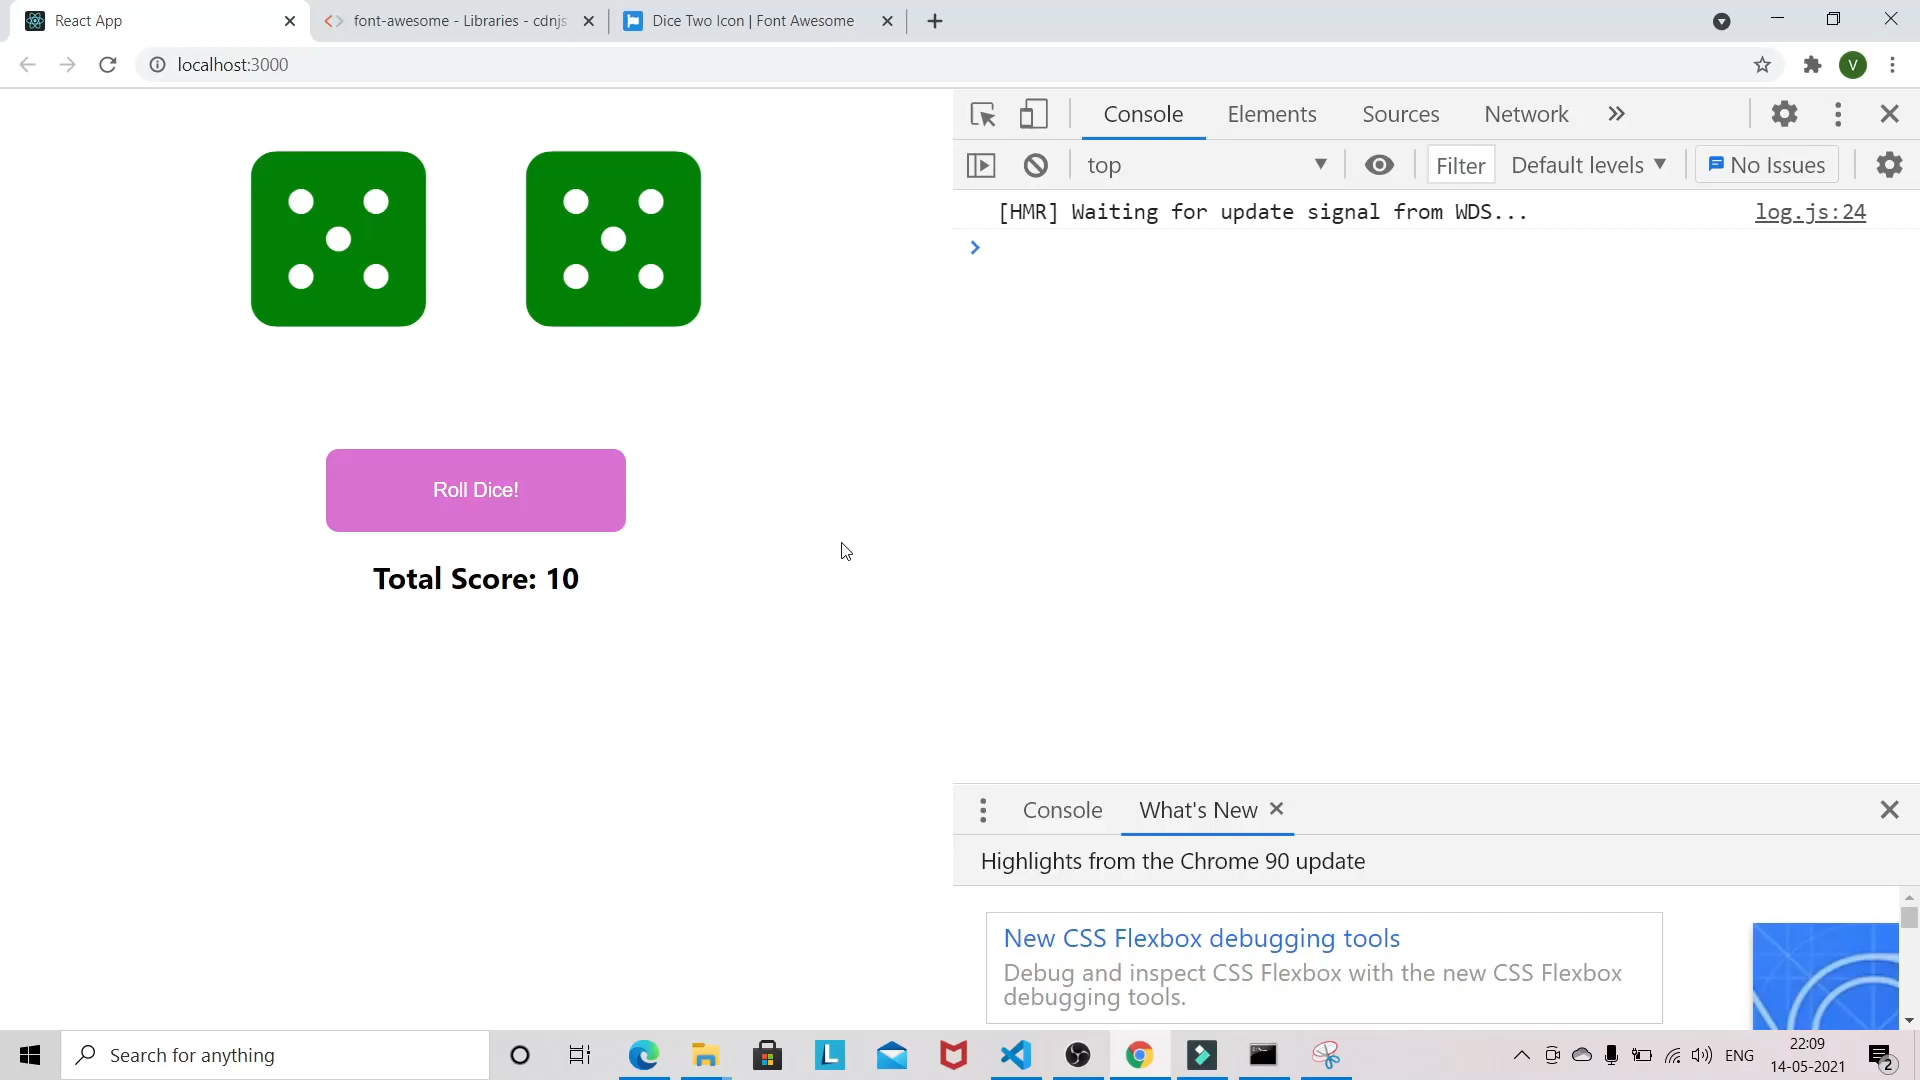 React App
font-awesome - Libraries - cdnjs
Dice Two Icon | Font Awesome
localhost:3000
V
Console
Elements
Sources
Network
top
Filter
Default levels
No Issues
[HMR] Waiting for update signal from WDS...
log.js:24
Roll Dice!
Total Score: 10
Console
What's New
Highlights from the Chrome 90 update
New CSS Flexbox debugging tools
Debug and inspect CSS Flexbox with the new CSS Flexbox
debugging tools.
Search for anything
L
ENG
22:09
14-05-2021
2